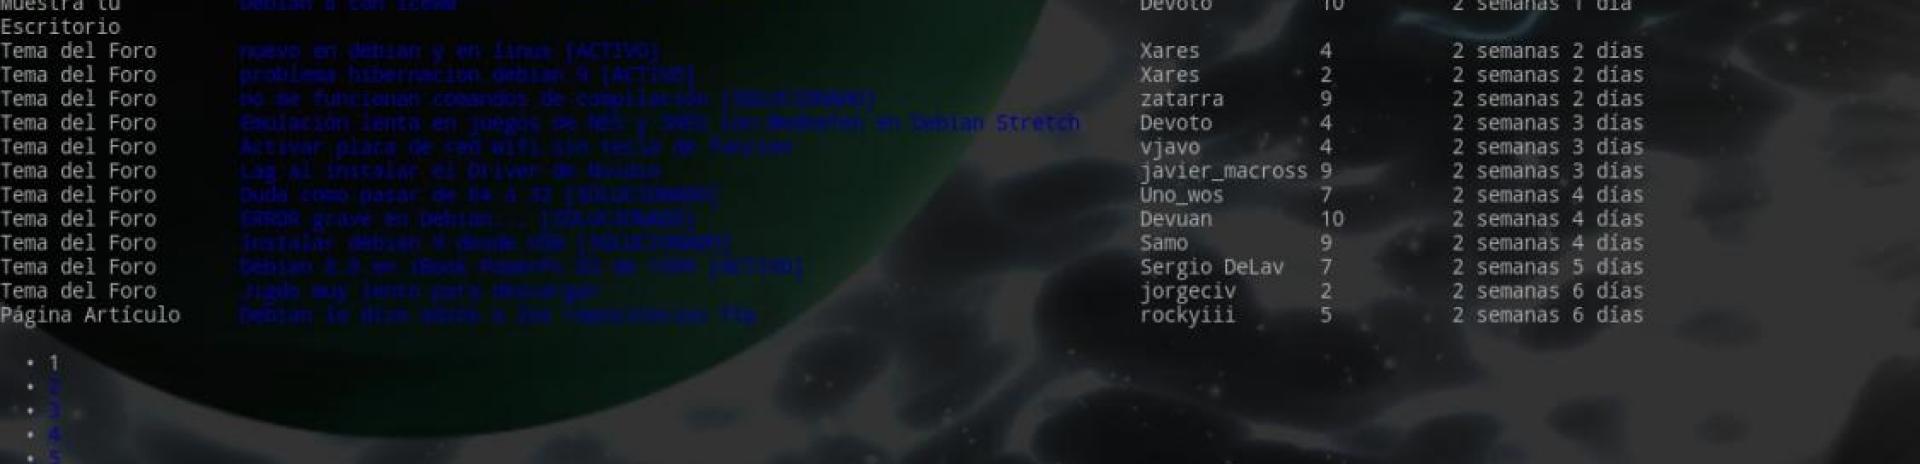 Muestra tu Debian 8 con icewm Devoto 10 2 semanas 1 día
Escritorio
Tema del Foro nuevo en debian y en linux [ACTIVO] Xares 4 2 semanas 2 días
Tema del Foro problema hibernacion debian 9 [ACTIVO] Xares 2 2 semanas 2 días
Tema del Foro no me funcionan comandos de compilación [SOLUCIONADO] zatarra 9 2 semanas 2 días
Tema del Foro Emulación lenta en juegos de NES y SNES con Mednafen en Debian Stretch Devoto 4 2 semanas 3 días
Tema del Foro Activar placa de red wifi sin tecla de funcion vjavo 4 2 semanas 3 días
Tema del Foro Lag al instalar el Driver de Nvidia javier_macross 9 2 semanas 3 días
Tema del Foro Duda como pasar de 64 a 32 [SOLUCIONADO] Uno_wos 7 2 semanas 4 días
Tema del Foro ERROR grave en Debian... [SOLUCIONADO] Devuan 10 2 semanas 4 días
Tema del Foro Instalar debian 9 desde USB [SOLUCIONADO] Samo 9 2 semanas 4 días
Tema del Foro Debian en iBook PowerPc [ACTIVO] Sergio DeLav 7 2 semanas 5 días
Tema del Foro Jigdo muy lento para descargar jorgeciv 2 2 semanas 6 días
Página Artículo Debian le dice adiós a los repositorios ftp rockyiii 5 2 semanas 6 días
• 1
• 2
• 3
• 4
• 5